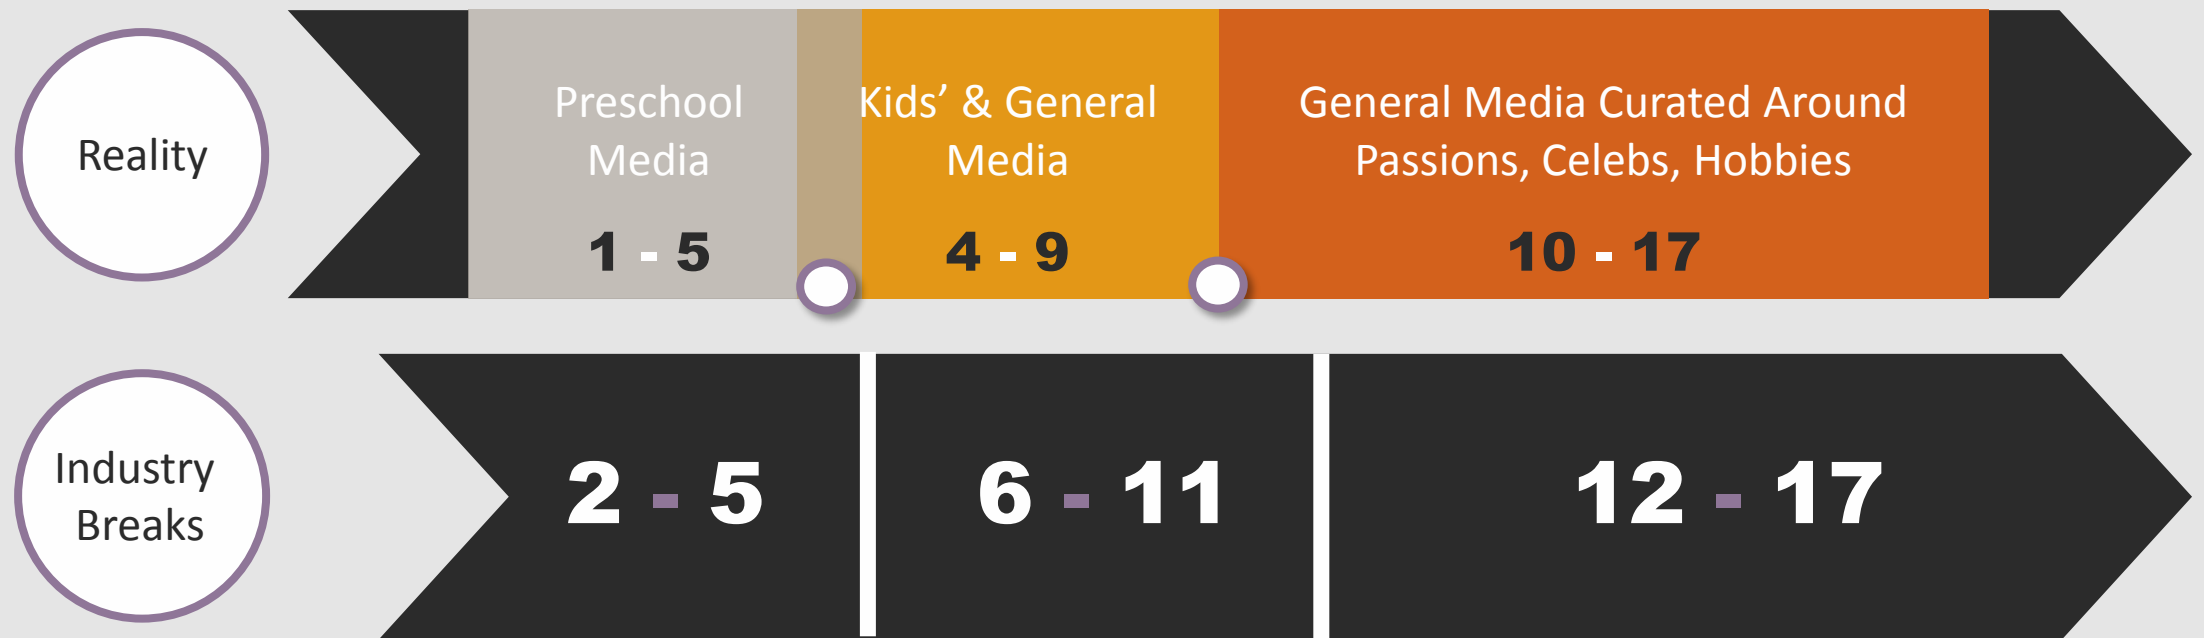 Reality
Preschool
Media
1 - 5
Kids’ & General
Media
4 - 9
General Media Curated Around
Passions, Celebs, Hobbies
10 - 17
Industry
Breaks
2 - 5
6 - 11
12 - 17